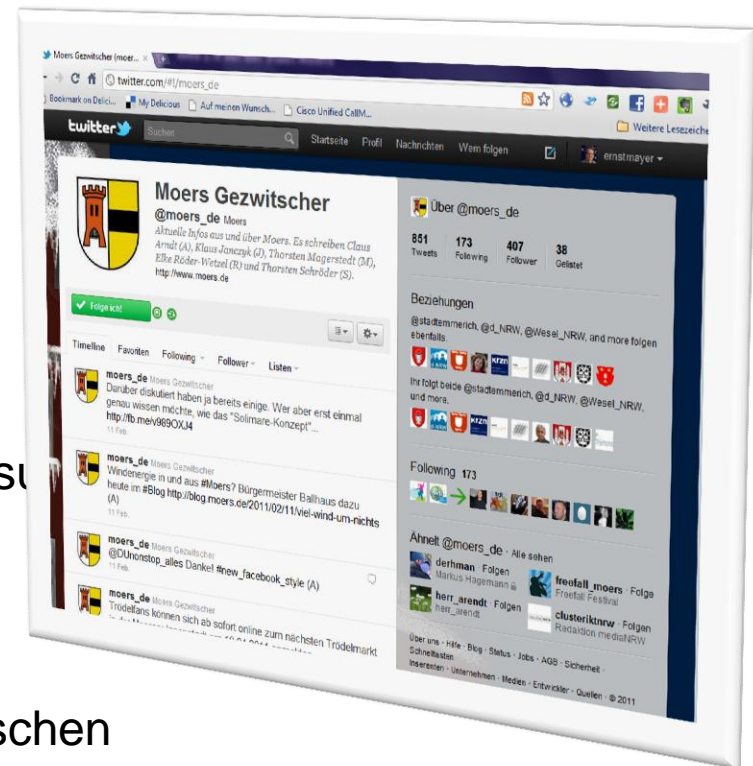 Moers Gezwitscher (moer...
twitter.com/#!/moers_de
Bookmark on Delici...
My Delicious
Auf meinen Wunsch...
Cisco Unified CallM...
Weitere Lesezeiche
twitter
Suchen
Startseite
Profil
Nachrichten
Wem folgen
ernstmayer
Moers Gezwitscher
@moers_de Moers
Aktuelle Infos aus und über Moers. Es schreiben Claus
Arndt (A), Klaus Janczyk (J), Thorsten Magerstedt (M),
Elke Röder-Wetzel (R) und Thorsten Schröder (S).
http://www.moers.de
Folge ich!
Timeline
Favoriten
Following
Follower
Listen
moers_de Moers Gezwitscher
Darüber diskutiert haben ja bereits einige. Wer aber erst einmal
genau wissen möchte, wie das "Solimare-Konzept"...
http://fb.me/v989OXJ4
11 Feb.
moers_de Moers Gezwitscher
Windenergie in und aus #Moers? Bürgermeister Ballhaus dazu
heute im #Blog http://blog.moers.de/2011/02/11/viel-wind-um-nichts
(A)
11 Feb.
moers_de Moers Gezwitscher
@DUnonstop_alles Danke! #new_facebook_style (A)
11 Feb.
moers_de Moers Gezwitscher
Trödelfans können sich ab sofort online zum nächsten Trödelmarkt
Über @moers_de
851
173
407
38
Tweets
Following
Follower
Gelistet
Beziehungen
@stadtemmerich, @d_NRW, @Wesel_NRW, and more folgen
ebenfalls
Ihr folgt beide @stadtemmerich, @d_NRW, @Wesel_NRW,
und more.
Following 173
Ähnelt @moers_de · Alle sehen
derhman · Folgen
Markus Hagemann
freefall_moers · Folge
Freefall Festival
herr_arendt · Folgen
herr_arendt
clusteriktnrw · Folgen
Redaktion mediaNRW
Über uns · Hilfe · Blog · Status · Jobs · AGB · Sicherheit ·
Schnelltasten
Inserenten · Unternehmen · Medien · Entwickler · Quellen · © 2011
su
schen